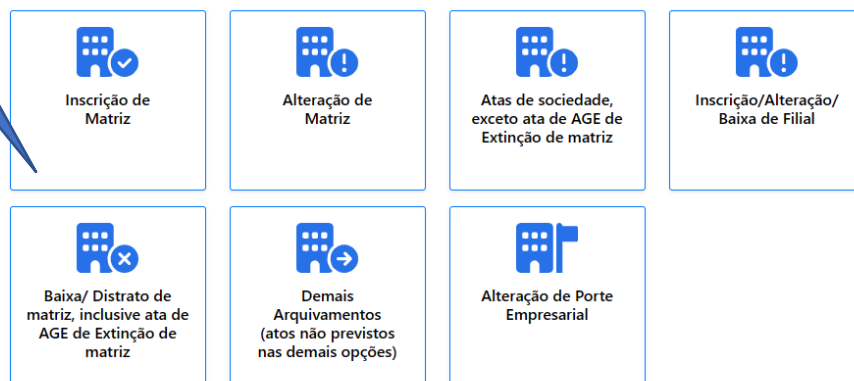 Inscrição de
Matriz
Alteração de
Matriz
Atas de sociedade,
exceto ata de AGE de
Extinção de matriz
Inscrição/Alteração/
Baixa de Filial
Baixa/ Distrato de
matriz, inclusive ata de
AGE de Extinção de
matriz
Demais
Arquivamentos
(atos não previstos
nas demais opções)
Alteração de Porte
Empresarial